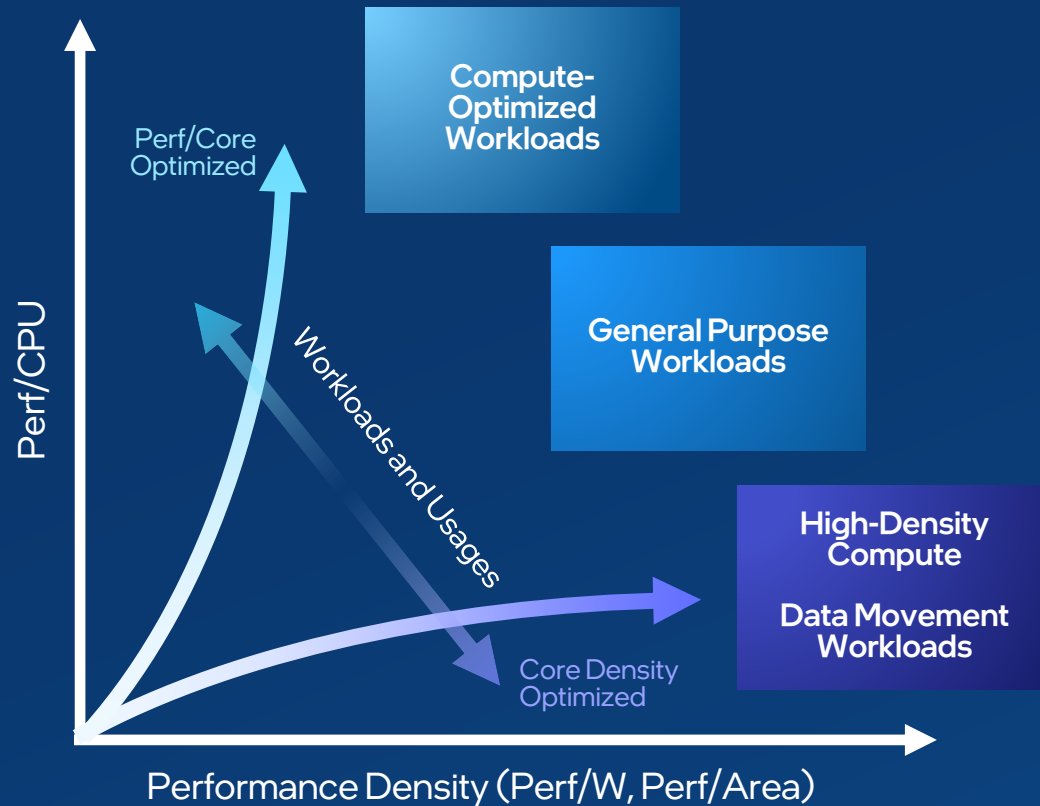 Compute-
Optimized
Workloads
Perf/Core
Optimized
General Purpose
Workloads
Perf/CPU
Workloads and Usages
High-Density
Compute
Data Movement
Workloads
Core Density
Optimized
Performance Density (Perf/W, Perf/Area)